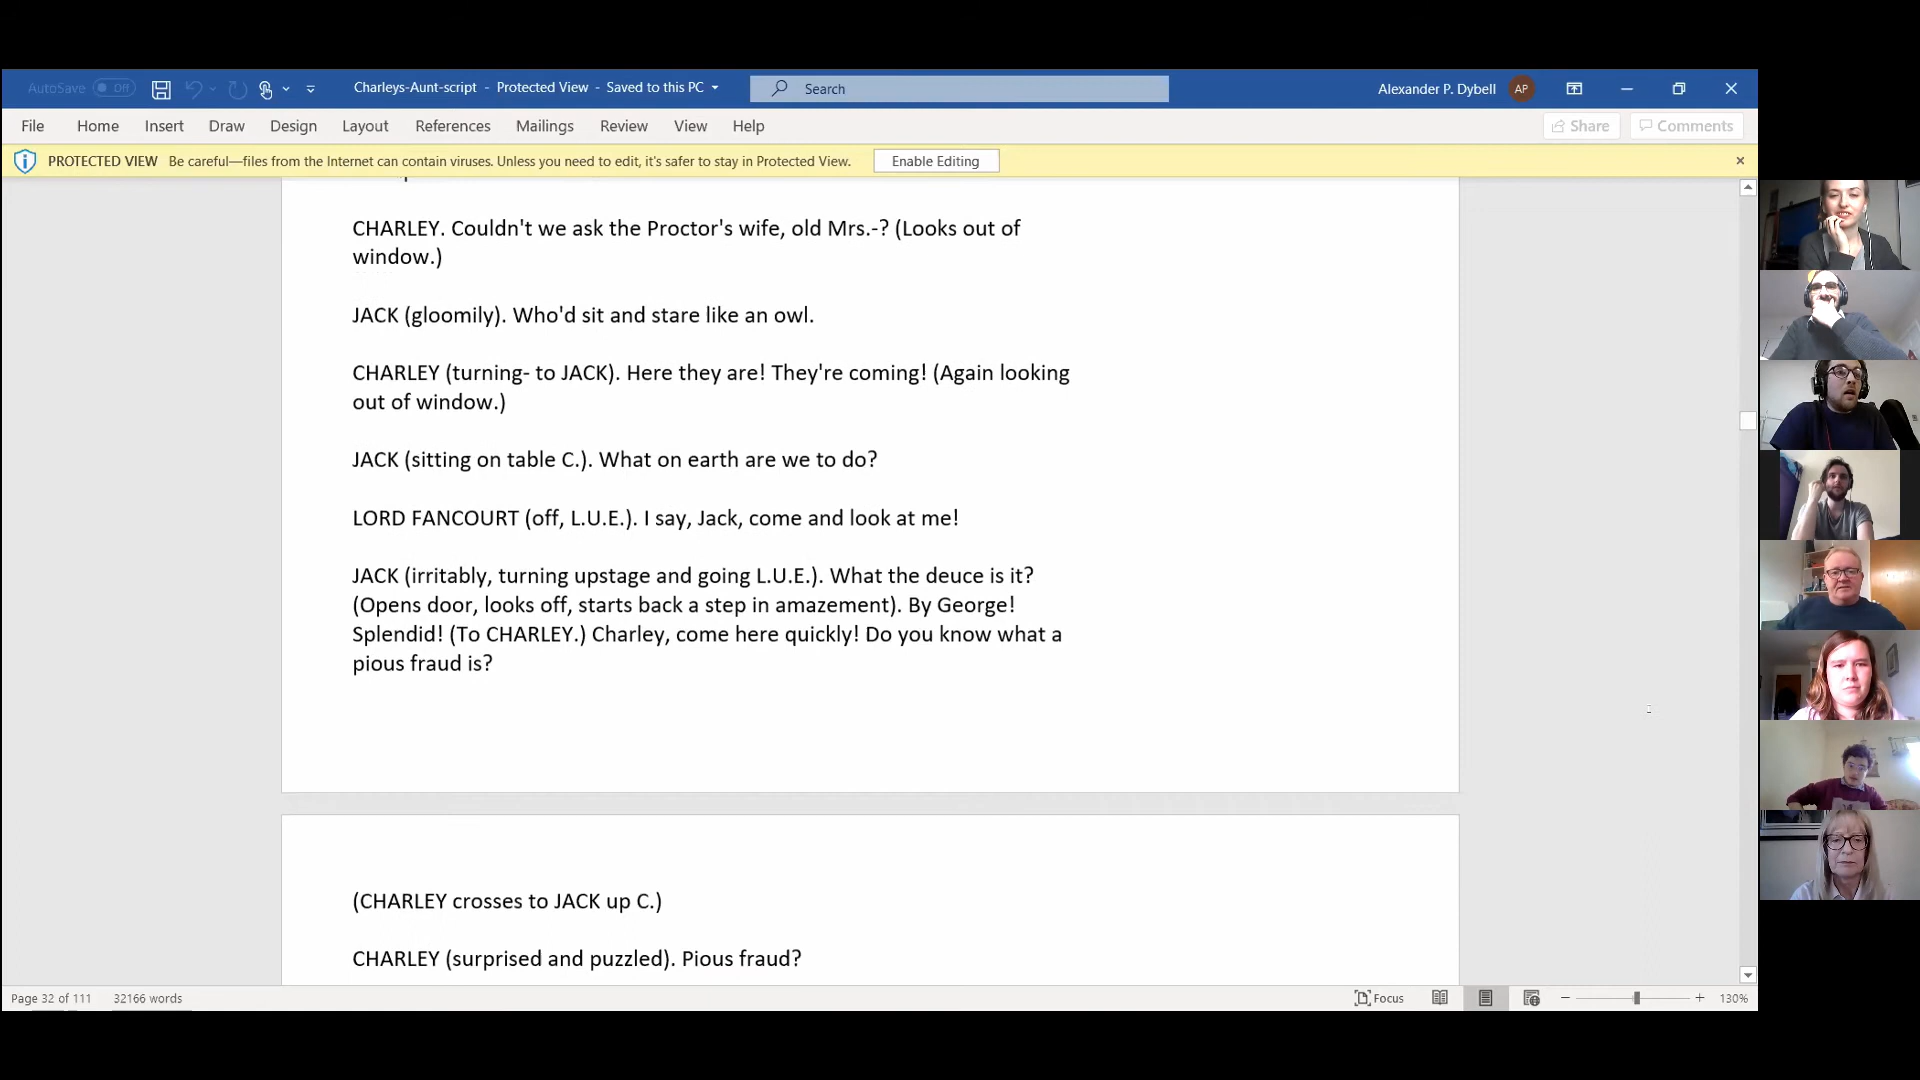 AutoSave Off Charleys-Aunt-script - Protected View - Saved to this PC Search Alexander P. Dybell AP
File Home Insert Draw Design Layout References Mailings Review View Help Share Comments
PROTECTED VIEW Be careful—files from the Internet can contain viruses. Unless you need to edit, it's safer to stay in Protected View. Enable Editing
CHARLEY. Couldn't we ask the Proctor's wife, old Mrs.-? (Looks out of
window.)
JACK (gloomily). Who'd sit and stare like an owl.
CHARLEY (turning- to JACK). Here they are! They're coming! (Again looking
out of window.)
JACK (sitting on table C.). What on earth are we to do?
LORD FANCOURT (off, L.U.E.). I say, Jack, come and look at me!
JACK (irritably, turning upstage and going L.U.E.). What the deuce is it?
(Opens door, looks off, starts back a step in amazement). By George!
Splendid! (To CHARLEY.) Charley, come here quickly! Do you know what a
pious fraud is?
(CHARLEY crosses to JACK up C.)
CHARLEY (surprised and puzzled). Pious fraud?
Page 32 of 111 32166 words Focus 130%